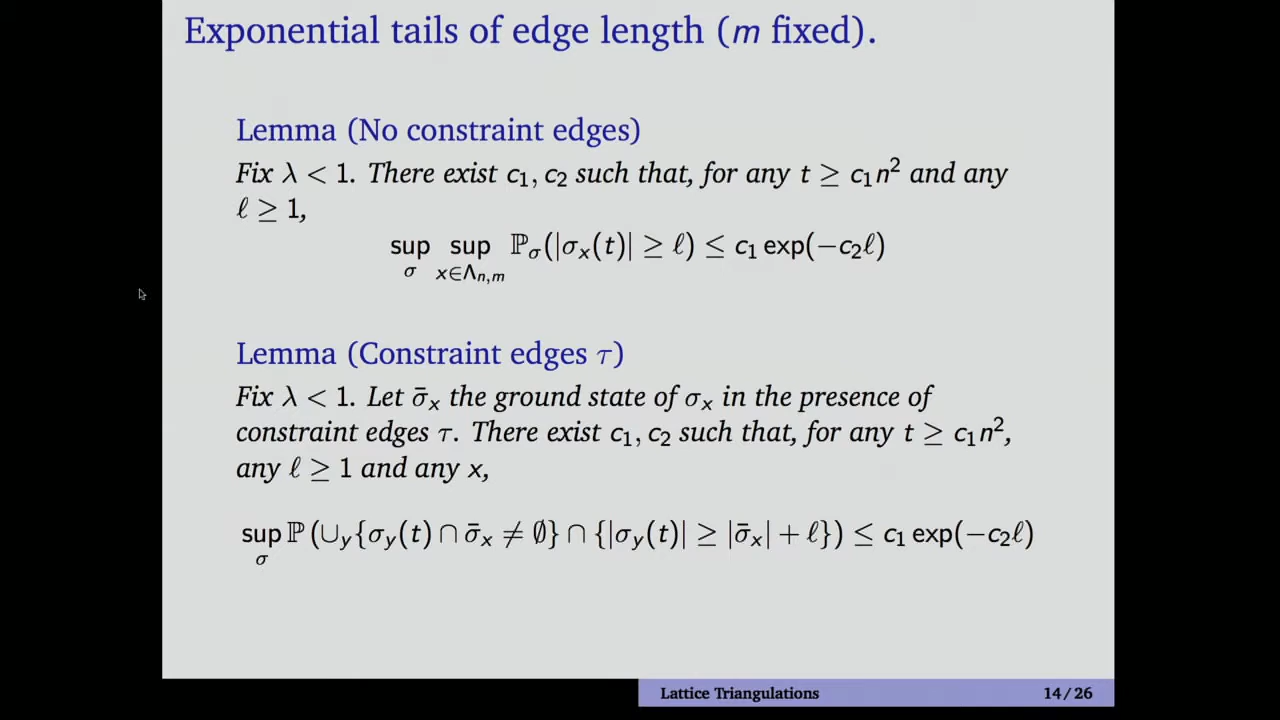 Exponential tails of edge length (m fixed).
Lemma (No constraint edges)
Fix λ < 1. There exist c₁, c₂ such that, for any t ≥ c₁n² and any
ℓ ≥ 1,
sup_σ sup_{x∈Λ_{n,m}} ℙ_σ(|σ_x(t)| ≥ ℓ) ≤ c₁ exp(−c₂ℓ)
Lemma (Constraint edges τ)
Fix λ < 1. Let σ̄_x the ground state of σ_x in the presence of
constraint edges τ. There exist c₁, c₂ such that, for any t ≥ c₁n²,
any ℓ ≥ 1 and any x,
sup_σ ℙ(∪_y{σ_y(t) ∩ σ̄_x ≠ ∅} ∩ {|σ_y(t)| ≥ |σ̄_x| + ℓ}) ≤ c₁ exp(−c₂ℓ)
Lattice Triangulations 14/26